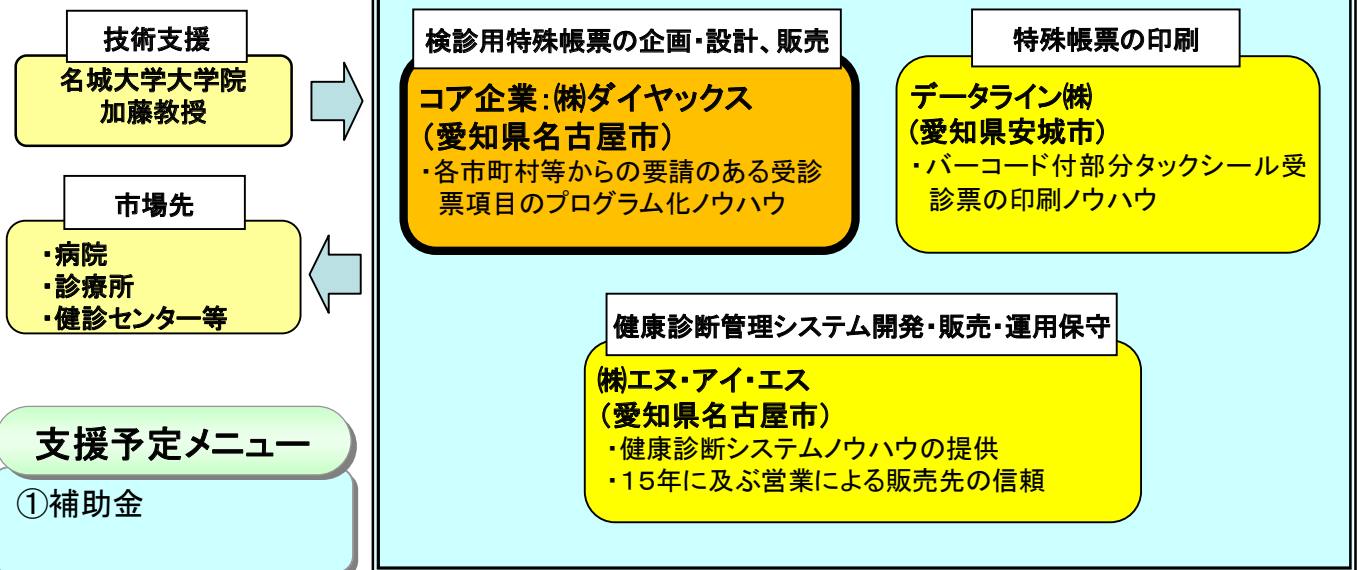 技術支援
名城大学大学院
加藤教授
市場先
・病院
・診療所
・健診センター等
支援予定メニュー
①補助金
検診用特殊帳票の企画・設計、販売
コア企業:㈱ダイヤックス
(愛知県名古屋市)
・各市町村等からの要請のある受診
票項目のプログラム化ノウハウ
特殊帳票の印刷
データライン㈱
(愛知県安城市)
・バーコード付部分タックシール受
診票の印刷ノウハウ
健康診断管理システム開発・販売・運用保守
㈱エヌ・アイ・エス
(愛知県名古屋市)
・健康診断システムノウハウの提供
・15年に及ぶ営業による販売先の信頼